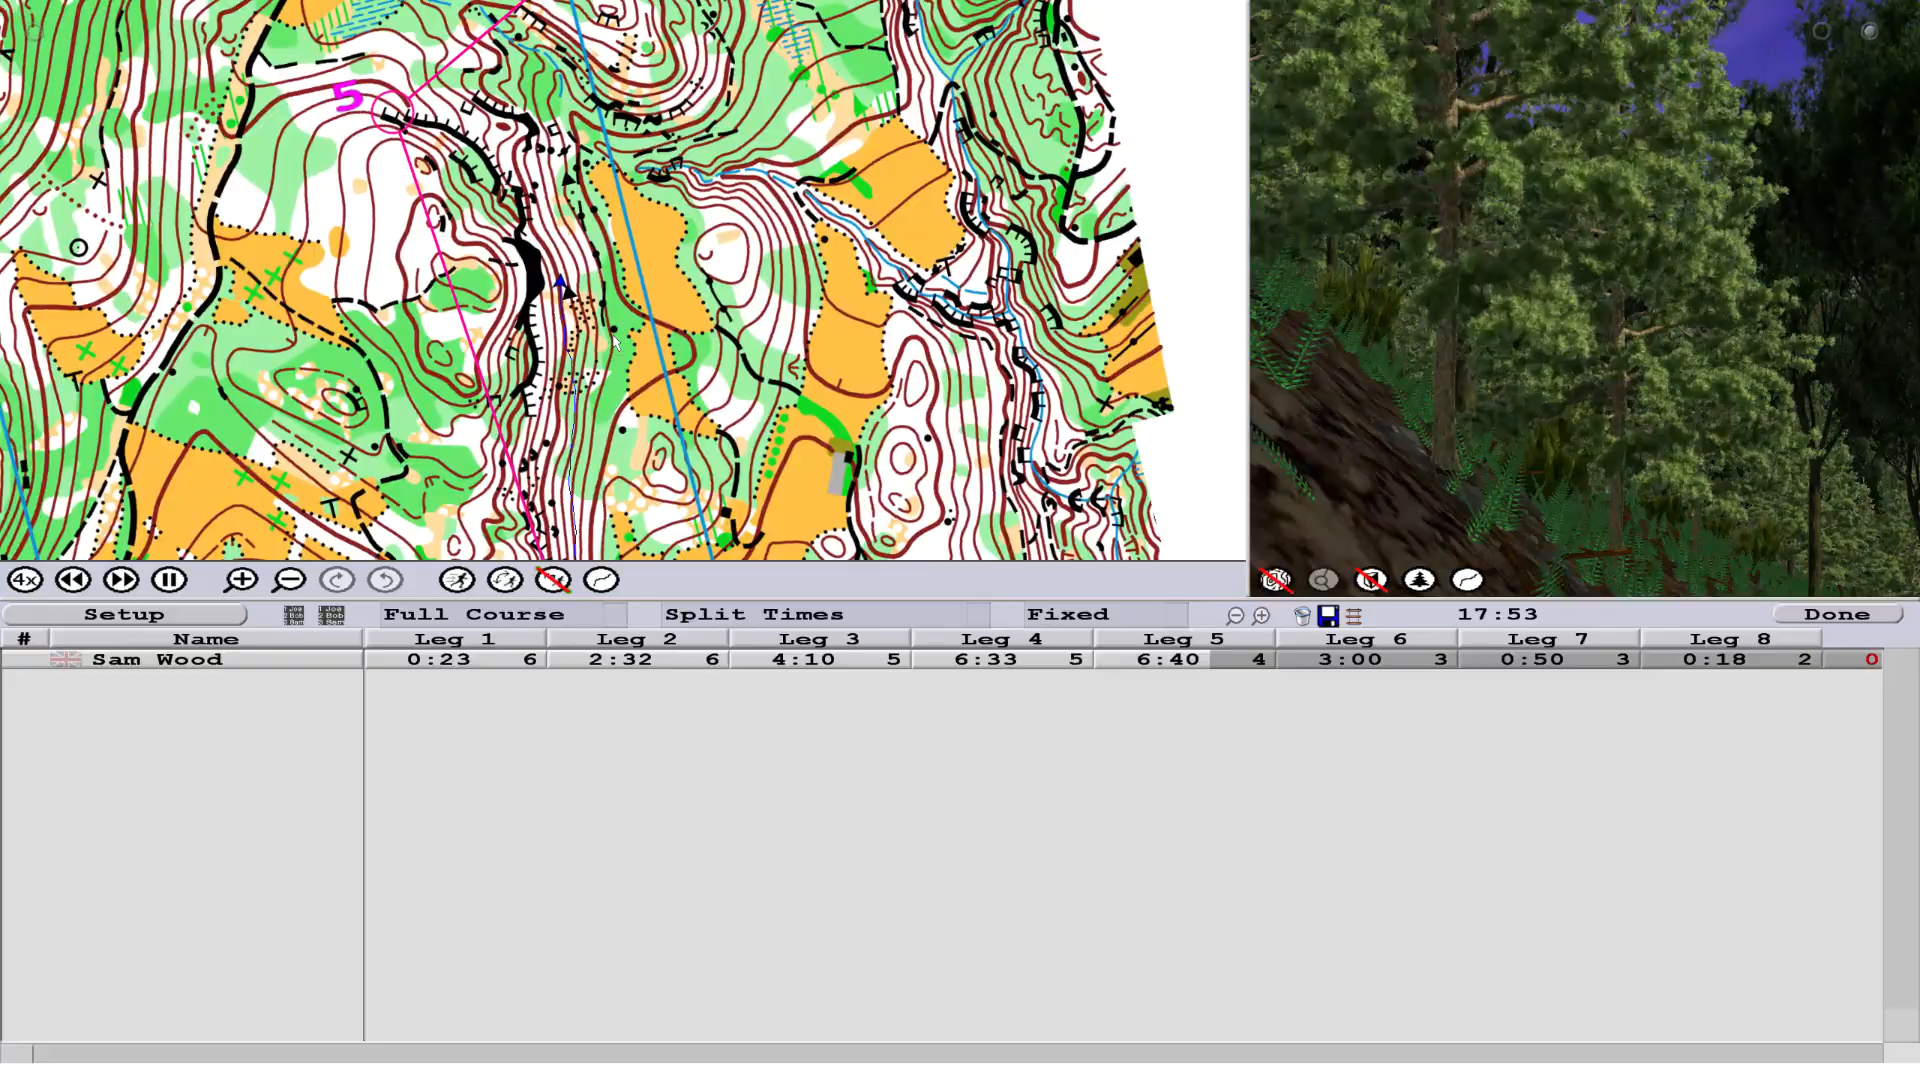 5
4x
Setup
Full Course
Split Times
Fixed
17:53
Done
# Name Leg 1 Leg 2 Leg 3 Leg 4 Leg 5 Leg 6 Leg 7 Leg 8
Sam Wood 0:23 6 2:32 6 4:10 5 6:33 5 6:40 4 3:00 3 0:50 3 0:18 2 0